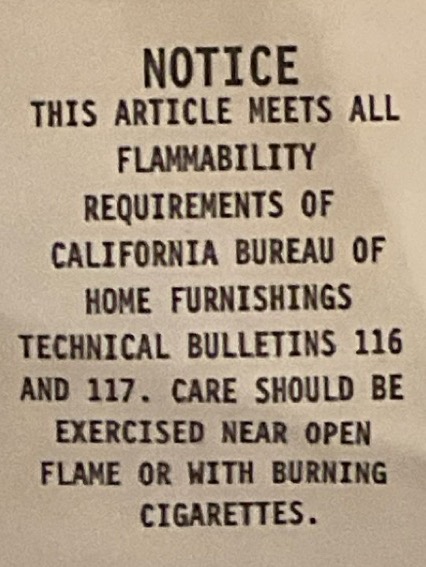 NOTICE
THIS ARTICLE MEETS ALL
FLAMMABILITY
REQUIREMENTS OF
CALIFORNIA BUREAU OF
HOME FURNISHINGS
TECHNICAL BULLETINS 116
AND 117. CARE SHOULD BE
EXERCISED NEAR OPEN
FLAME OR WITH BURNING
CIGARETTES.